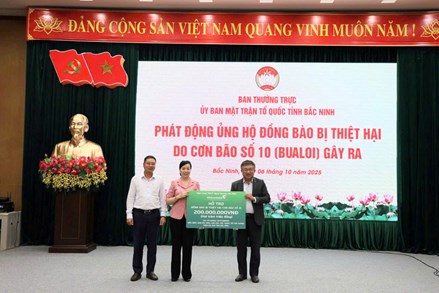 CỘNG SẢN VIỆT NAM QUANG VINH MUÔN NĂM !
BAN THƯỜNG TRỰC
ỦY BAN MẶT TRẬN TỔ QUỐC TỈNH BẮC NINH
PHÁT ĐỘNG ỦNG HỘ ĐỒNG BÀO BỊ THIỆT HẠI
DO CƠN BÃO SỐ 10 (BUALOI) GÂY RA
Bắc Ninh, 06 tháng 10 năm 2025
HỖ TRỢ
200.000.000VNĐ